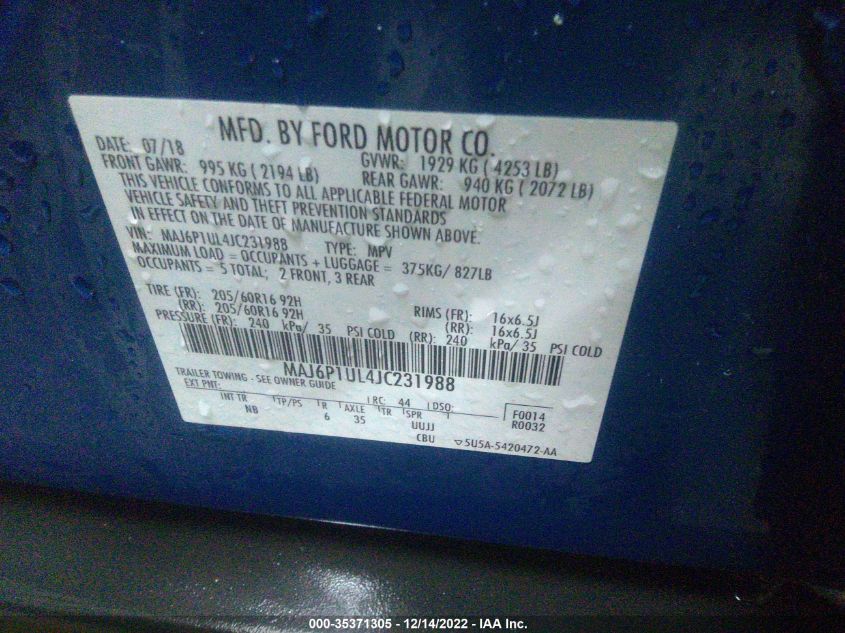 MFD. BY FORD MOTOR CO.
DATE: 07/18 GVWR: 1929 KG ( 4253 LB)
FRONT GAWR: 995 KG ( 2194 LB) REAR GAWR: 940 KG ( 2072 LB)
THIS VEHICLE CONFORMS TO ALL APPLICABLE FEDERAL MOTOR
VEHICLE SAFETY AND THEFT PREVENTION STANDARDS
IN EFFECT ON THE DATE OF MANUFACTURE SHOWN ABOVE.
VIN: MAJ6P1UL4JC231988 TYPE: MPV
MAXIMUM LOAD = OCCUPANTS + LUGGAGE = 375KG/ 827LB
OCCUPANTS = 5 TOTAL; 2 FRONT, 3 REAR
TIRE (FR): 205/60R16 92H RIMS (FR): 16x6.5J
(RR): 205/60R16 92H (RR): 16x6.5J
PRESSURE (FR): 240 kPa/ 35 PSI COLD (RR): 240 kPa/ 35 PSI COLD
MAJ6P1UL4JC231988
TRAILER TOWING - SEE OWNER GUIDE
EXT PNT: RC: 44 DSO: F0014
INT TR TP/PS R AXLE TR SPR R0032
NB 6 35 UUJJ
CBU 5U5A-5420472-AA
000-35371305 - 12/14/2022 - IAA Inc.